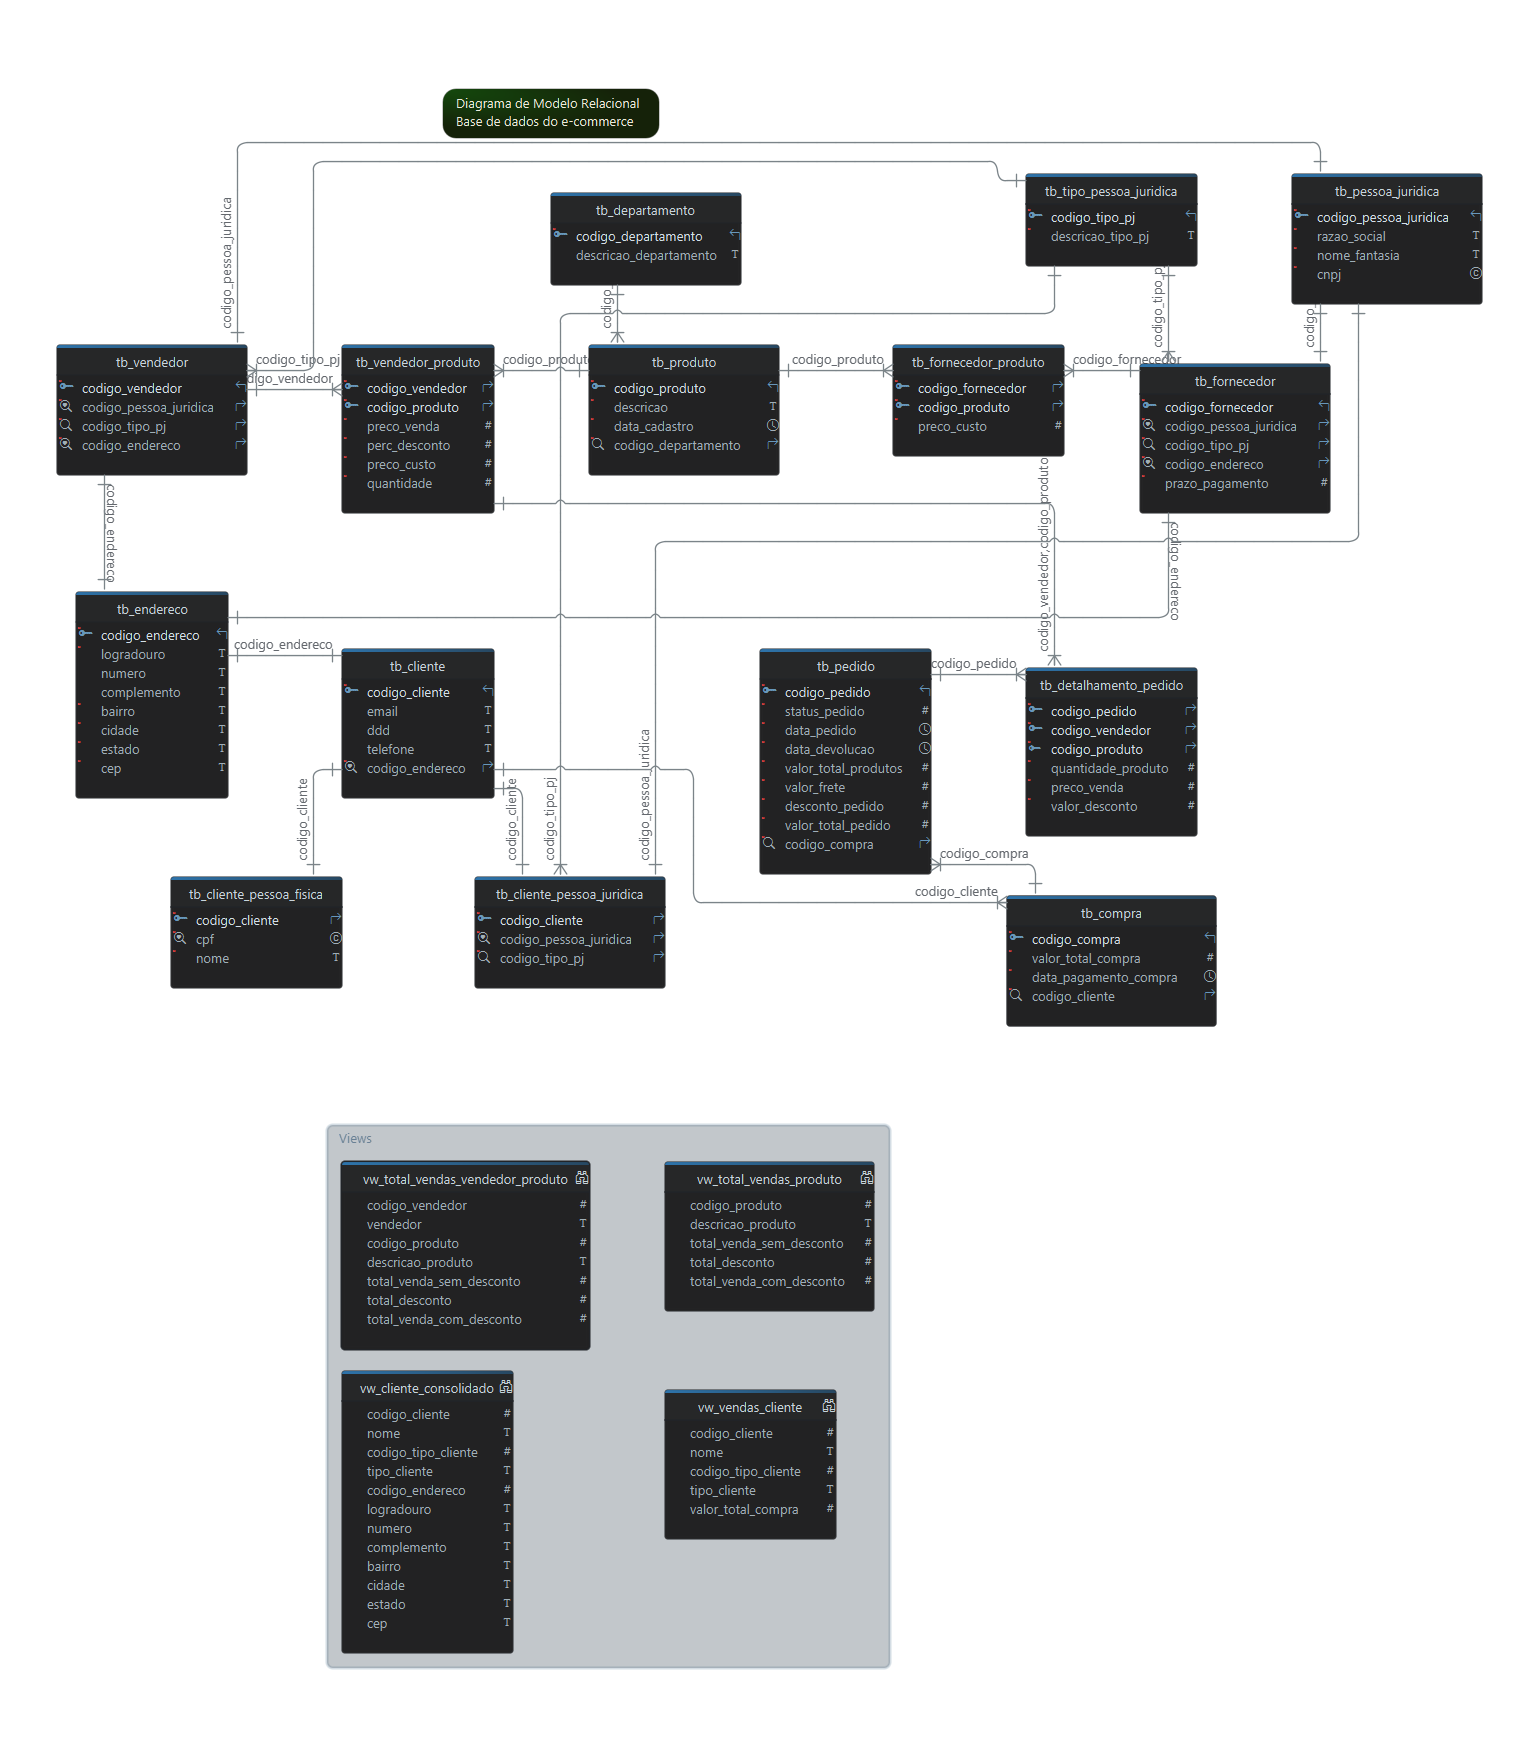 Diagrama de Modelo Relacional
Base de dados do e-commerce
codigo_pessoa_juridica
tb_departamento
codigo_departamento
descricao_departamento
T
tb_tipo_pessoa_juridica
codigo_tipo_pj
descricao_tipo_pj
T
tb_pessoa_juridica
codigo_pessoa_juridica
razao_social
T
nome_fantasia
T
cnpj
©
codigo_
codigo_tipo_p
codigo_
tb_vendedor
codigo_vendedor
codigo_pessoa_juridica
codigo_tipo_pj
codigo_endereco
codigo_tipo_pj
digo_vendedor
tb_vendedor_produto
codigo_vendedor
codigo_produto
preco_venda #
perc_desconto #
preco_custo #
quantidade #
codigo_produt
tb_produto
codigo_produto
descricao T
data_cadastro
codigo_departamento
codigo_produto
tb_fornecedor_produto
codigo_fornecedor
codigo_produto
preco_custo #
codigo_fornecedor
tb_fornecedor
codigo_fornecedor
codigo_pessoa_juridica
codigo_tipo_pj
codigo_endereco
prazo_pagamento #
codigo_endereco
codigo_vendedor,codigo_produto
codigo_endereco
tb_endereco
codigo_endereco
logradouro T
numero T
complemento T
bairro T
cidade T
estado T
cep T
codigo_endereco
tb_cliente
codigo_cliente
email T
ddd T
telefone T
codigo_endereco
codigo_cliente
codigo_cliente
codigo_tipo_pj
codigo_pessoa_juridica
tb_pedido
codigo_pedido
status_pedido #
data_pedido
data_devolucao
valor_total_produtos #
valor_frete #
desconto_pedido #
valor_total_pedido #
codigo_compra
codigo_pedido
tb_detalhamento_pedido
codigo_pedido
codigo_vendedor
codigo_produto
quantidade_produto #
preco_venda #
valor_desconto #
codigo_compra
codigo_cliente
tb_cliente_pessoa_fisica
codigo_cliente
cpf ©
nome T
tb_cliente_pessoa_juridica
codigo_cliente
codigo_pessoa_juridica
codigo_tipo_pj
tb_compra
codigo_compra
valor_total_compra #
data_pagamento_compra
codigo_cliente
Views
vw_total_vendas_vendedor_produto
codigo_vendedor #
vendedor T
codigo_produto #
descricao_produto T
total_venda_sem_desconto #
total_desconto #
total_venda_com_desconto #
vw_total_vendas_produto
codigo_produto #
descricao_produto T
total_venda_sem_desconto #
total_desconto #
total_venda_com_desconto #
vw_cliente_consolidado
codigo_cliente #
nome T
codigo_tipo_cliente #
tipo_cliente T
codigo_endereco #
logradouro T
numero T
complemento T
bairro T
cidade T
estado T
cep T
vw_vendas_cliente
codigo_cliente #
nome T
codigo_tipo_cliente #
tipo_cliente T
valor_total_compra #